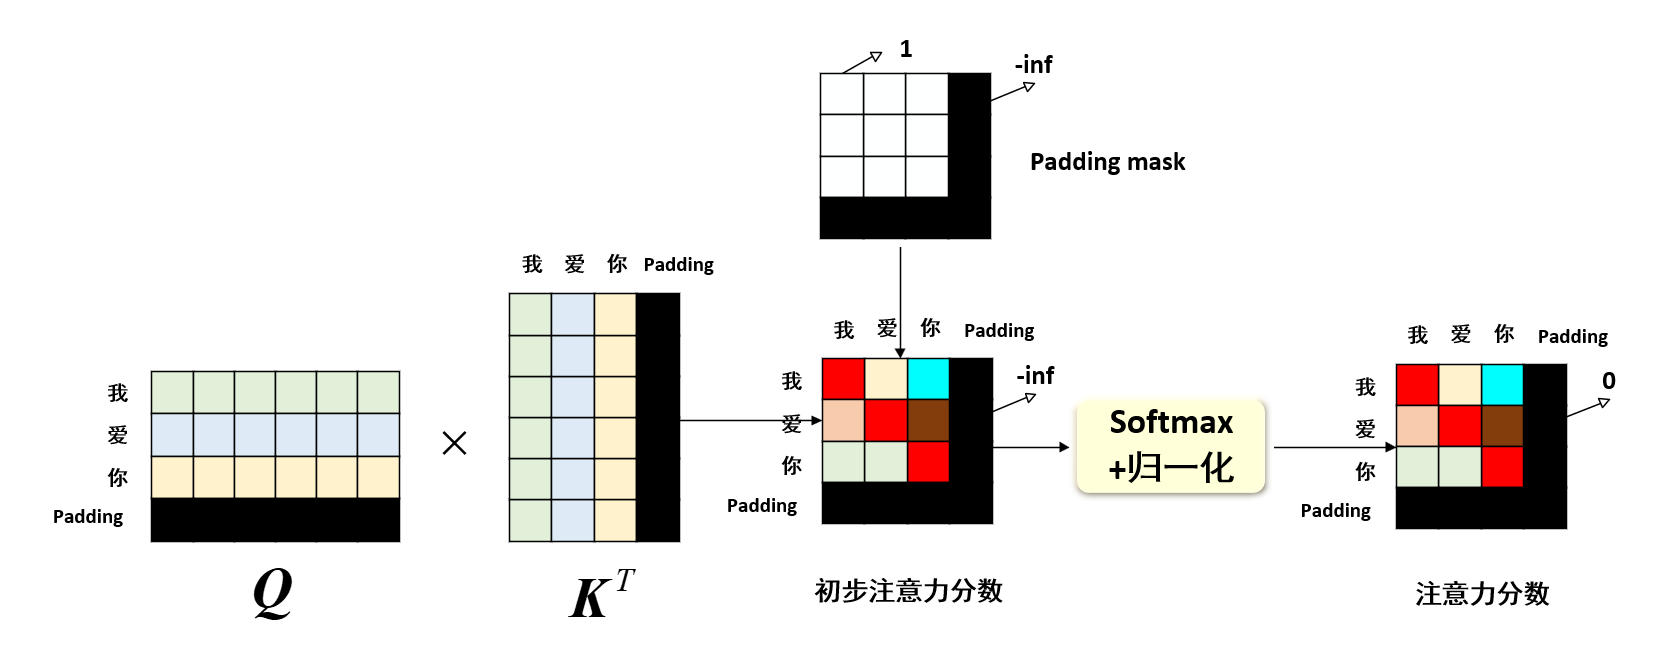 1
-inf
Padding mask
我 爱 你 Padding
我
爱
你
Padding
×
Q
K^T
我 爱 你 Padding
我
爱
你
Padding
-inf
初步注意力分数
Softmax
+归一化
我 爱 你 Padding
我
爱
你
Padding
0
注意力分数